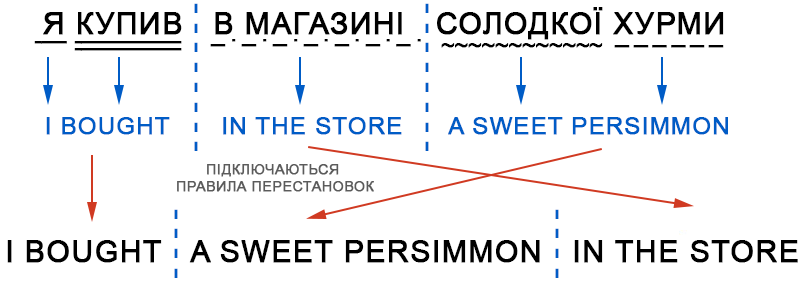 Я КУПИВ В МАГАЗИНІ СОЛОДКОЇ ХУРМИ
I BOUGHT IN THE STORE A SWEET PERSIMMON
ПІДКЛЮЧАЮТЬСЯ
ПРАВИЛА ПЕРЕСТАНОВОК
I BOUGHT A SWEET PERSIMMON IN THE STORE